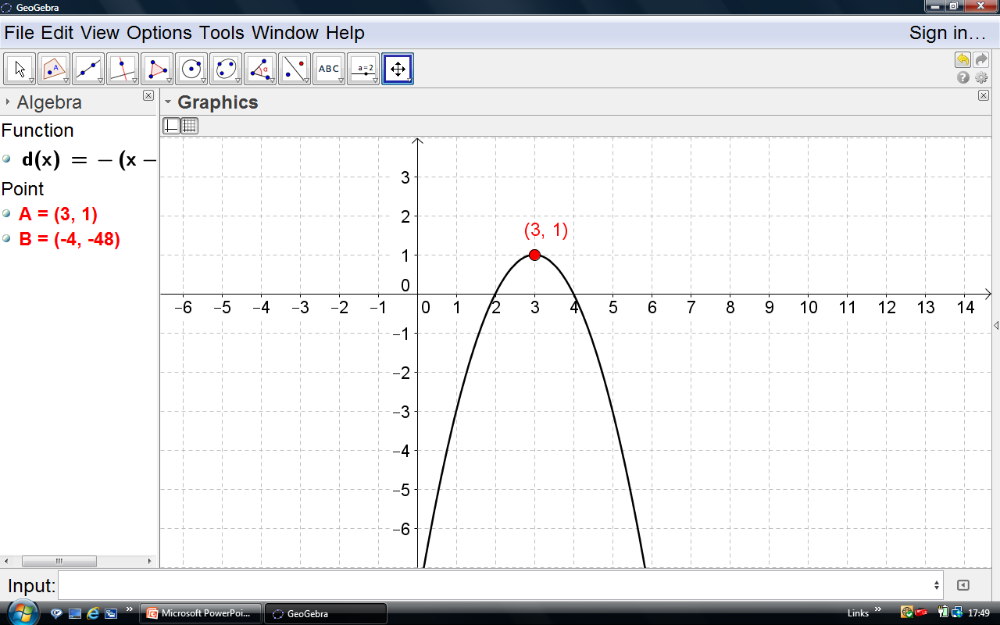 GeoGebra
File Edit View Options Tools Window Help Sign in...
A α ABC a=2
Algebra
Graphics
Function
d(x) = − (x −
Point
A = (3, 1)
B = (-4, -48)
(3, 1)
3
2
1
0
−6 −5 −4 −3 −2 −1 0 1 2 3 4 5 6 7 8 9 10 11 12 13 14
−1
−2
−3
−4
−5
−6
Input:
Microsoft PowerPoi... GeoGebra Links 17:49